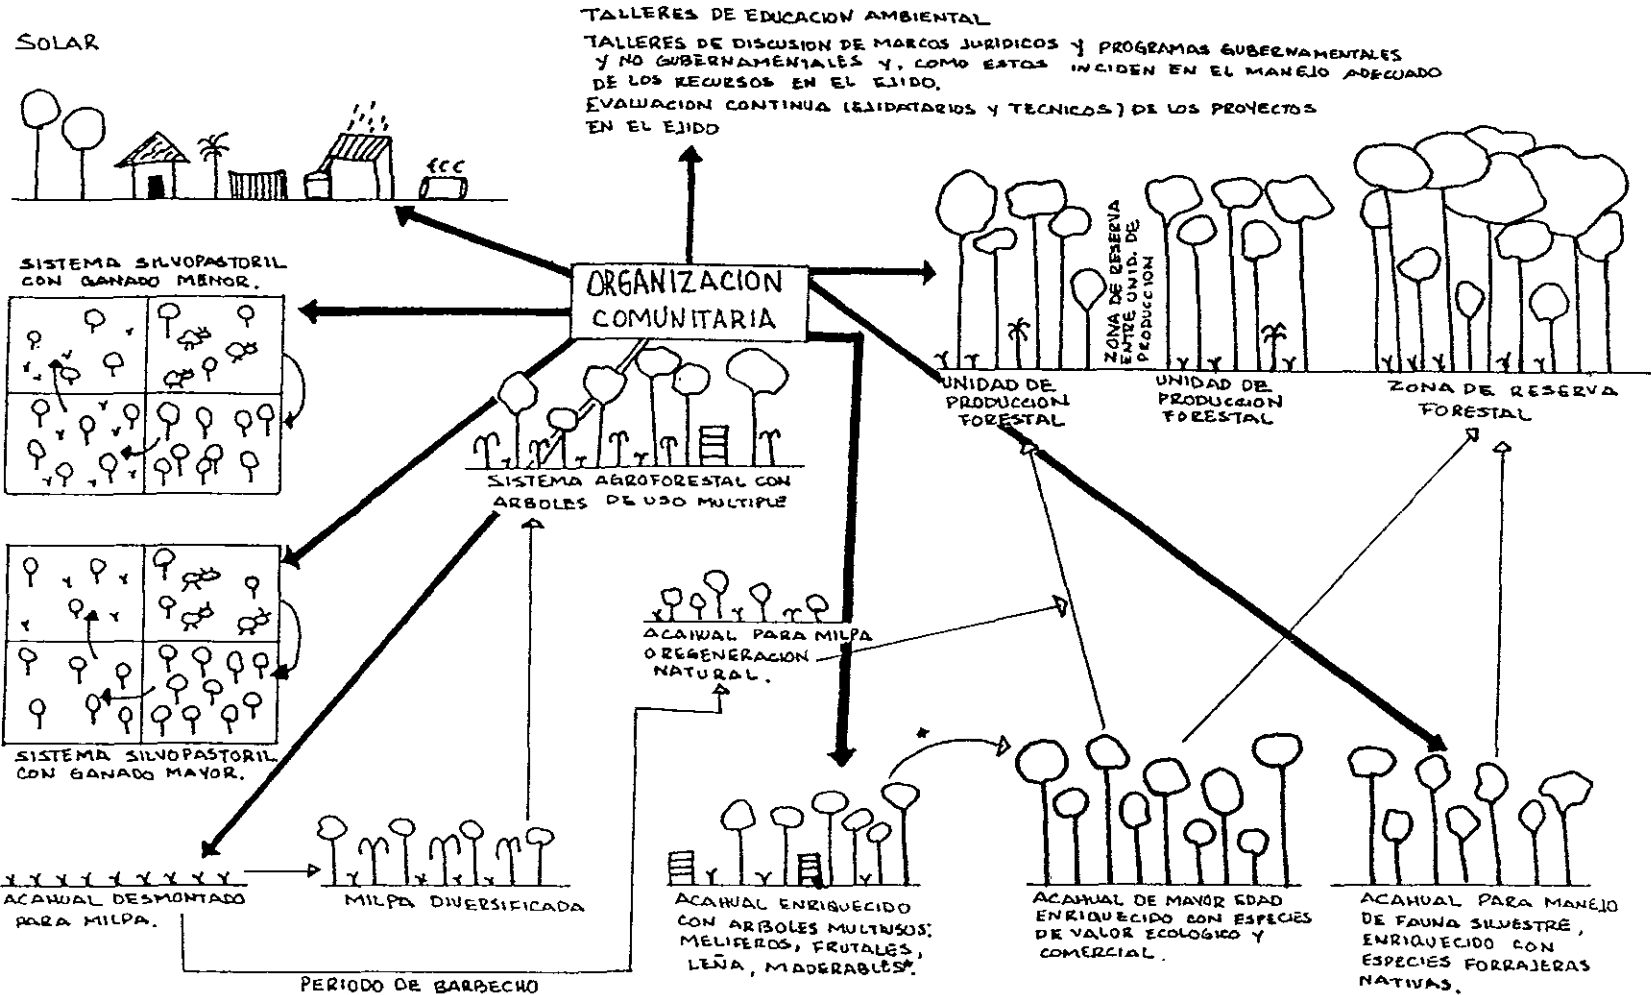 TALLERES DE EDUCACION AMBIENTAL
TALLERES DE DISCUSION DE MARCOS JURIDICOS Y PROGRAMAS GUBERNAMENTALES
Y NO GUBERNAMENTALES Y, COMO ESTOS INCIDEN EN EL MANEJO ADECUADO
DE LOS RECURSOS EN EL EJIDO.
EVALUACION CONTINUA (EJIDATARIOS Y TECNICOS) DE LOS PROYECTOS
EN EL EJIDO
SOLAR
SISTEMA SILVOPASTORIL
CON GANADO MENOR.
ORGANIZACION
COMUNITARIA
ZONA DE RESERVA
ENTRE UNID. DE
PRODUCCION
UNIDAD DE
PRODUCCION
FORESTAL
UNIDAD DE
PRODUCCION
FORESTAL
ZONA DE RESERVA
FORESTAL
SISTEMA AGROFORESTAL CON
ARBOLES DE USO MULTIPLE
ACAHUAL PARA MILPA
O REGENERACION
NATURAL.
SISTEMA SILVOPASTORIL
CON GANADO MAYOR.
ACAHUAL DESMONTADO
PARA MILPA.
MILPA DIVERSIFICADA
PERIODO DE BARBECHO
*
ACAHUAL ENRIQUECIDO
CON ARBOLES MULTIUSOS:
MELIFEROS, FRUTALES,
LEÑA, MADERABLES*.
ACAHUAL DE MAYOR EDAD
ENRIQUECIDO CON ESPECIES
DE VALOR ECOLOGICO Y
COMERCIAL.
ACAHUAL PARA MANEJO
DE FAUNA SILVESTRE,
ENRIQUECIDO CON
ESPECIES FORRAJERAS
NATIVAS.